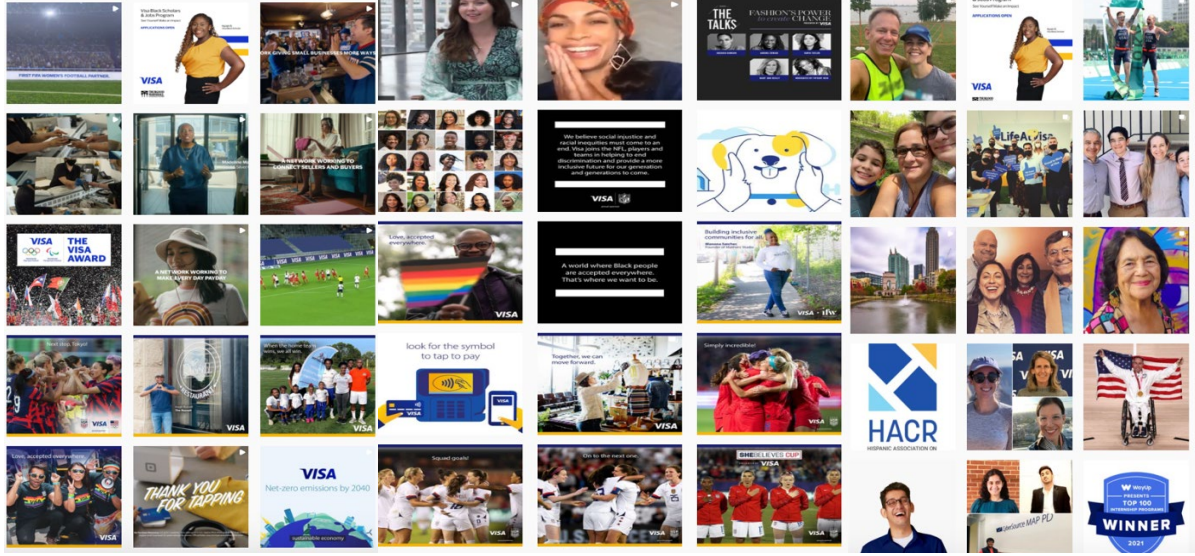 FIRST FOR WOMEN'S FOOTBALL PARTNER.
Visa Black Scholars
& Jobs Program
APPLICATIONS OPEN
VISA
GIVING SMALL BUSINESSES MORE WAYS
THE
TALKS
FASHION'S POWER
to create CHANGE
VISA
APPLICATIONS OPEN
VISA
A NETWORK WORKING TO
CONNECT SELLERS AND BUYERS
We believe social injustice and
racial inequities must come to an
end. Visa joins the NFL, players and
teams in helping to end
discrimination and provide a more
inclusive future for our generation
and generations to come.
VISA
NFL
#LifeAtVisa
VISA
THE
VISA
AWARD
A NETWORK WORKING TO
MAKE EVERY DAY PAYDAY
Love, accepted
everywhere.
VISA
A world where Black people
are accepted everywhere.
That's where we want to be.
Building inclusive
communities for all
VISA
ifw
Next stop, Tokyo!
VISA
RESTAURANT
VISA
When the home team
wins, we all win.
VISA
look for the symbol
to tap to pay
VISA
Together, we can
move forward.
VISA
Simply incredible!
VISA
HACR
HISPANIC ASSOCIATION ON
Love, accepted everywhere.
VISA
THANK YOU
FOR TAPPING
VISA
Net-zero emissions by 2040
sustainable economy
Squad goals!
VISA
On to the next one.
VISA
SHEBELIEVES CUP
VISA
VISA
WayUp
PRESENTS
TOP 100
INTERNSHIP PROGRAMS
WINNER
2021